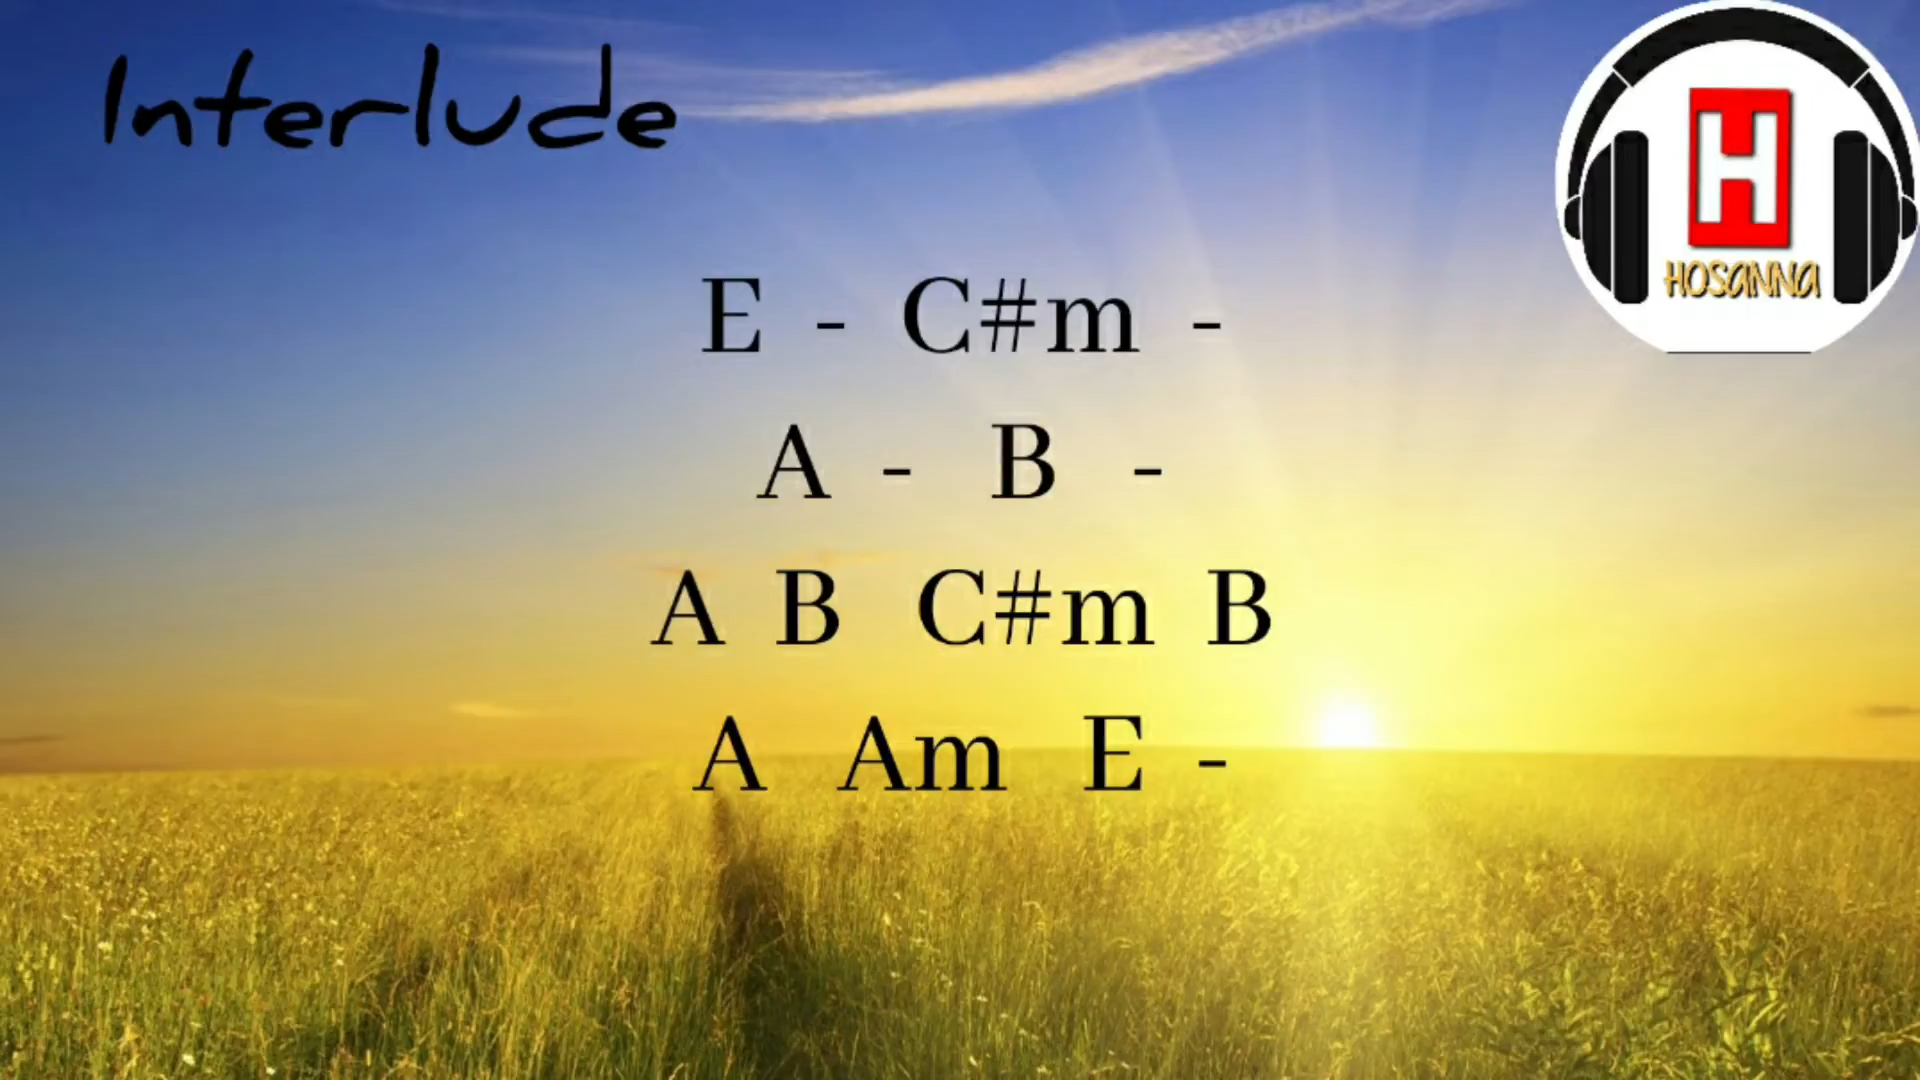 Interlude
H
HOSANNA
E - C#m -
A - B -
A B C#m B
A Am E -